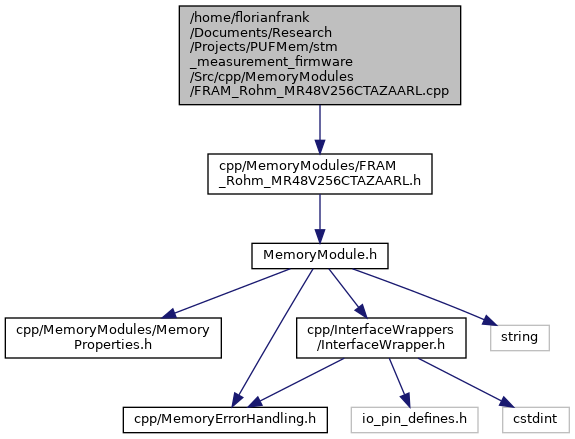 /home/florianfrank
/Documents/Research
/Projects/PUFMem/stm
_measurement_firmware
/Src/cpp/MemoryModules
/FRAM_Rohm_MR48V256CTAZAARL.cpp
cpp/MemoryModules/FRAM
_Rohm_MR48V256CTAZAARL.h
MemoryModule.h
cpp/MemoryModules/Memory
Properties.h
cpp/InterfaceWrappers
/InterfaceWrapper.h
string
cpp/MemoryErrorHandling.h
io_pin_defines.h
cstdint